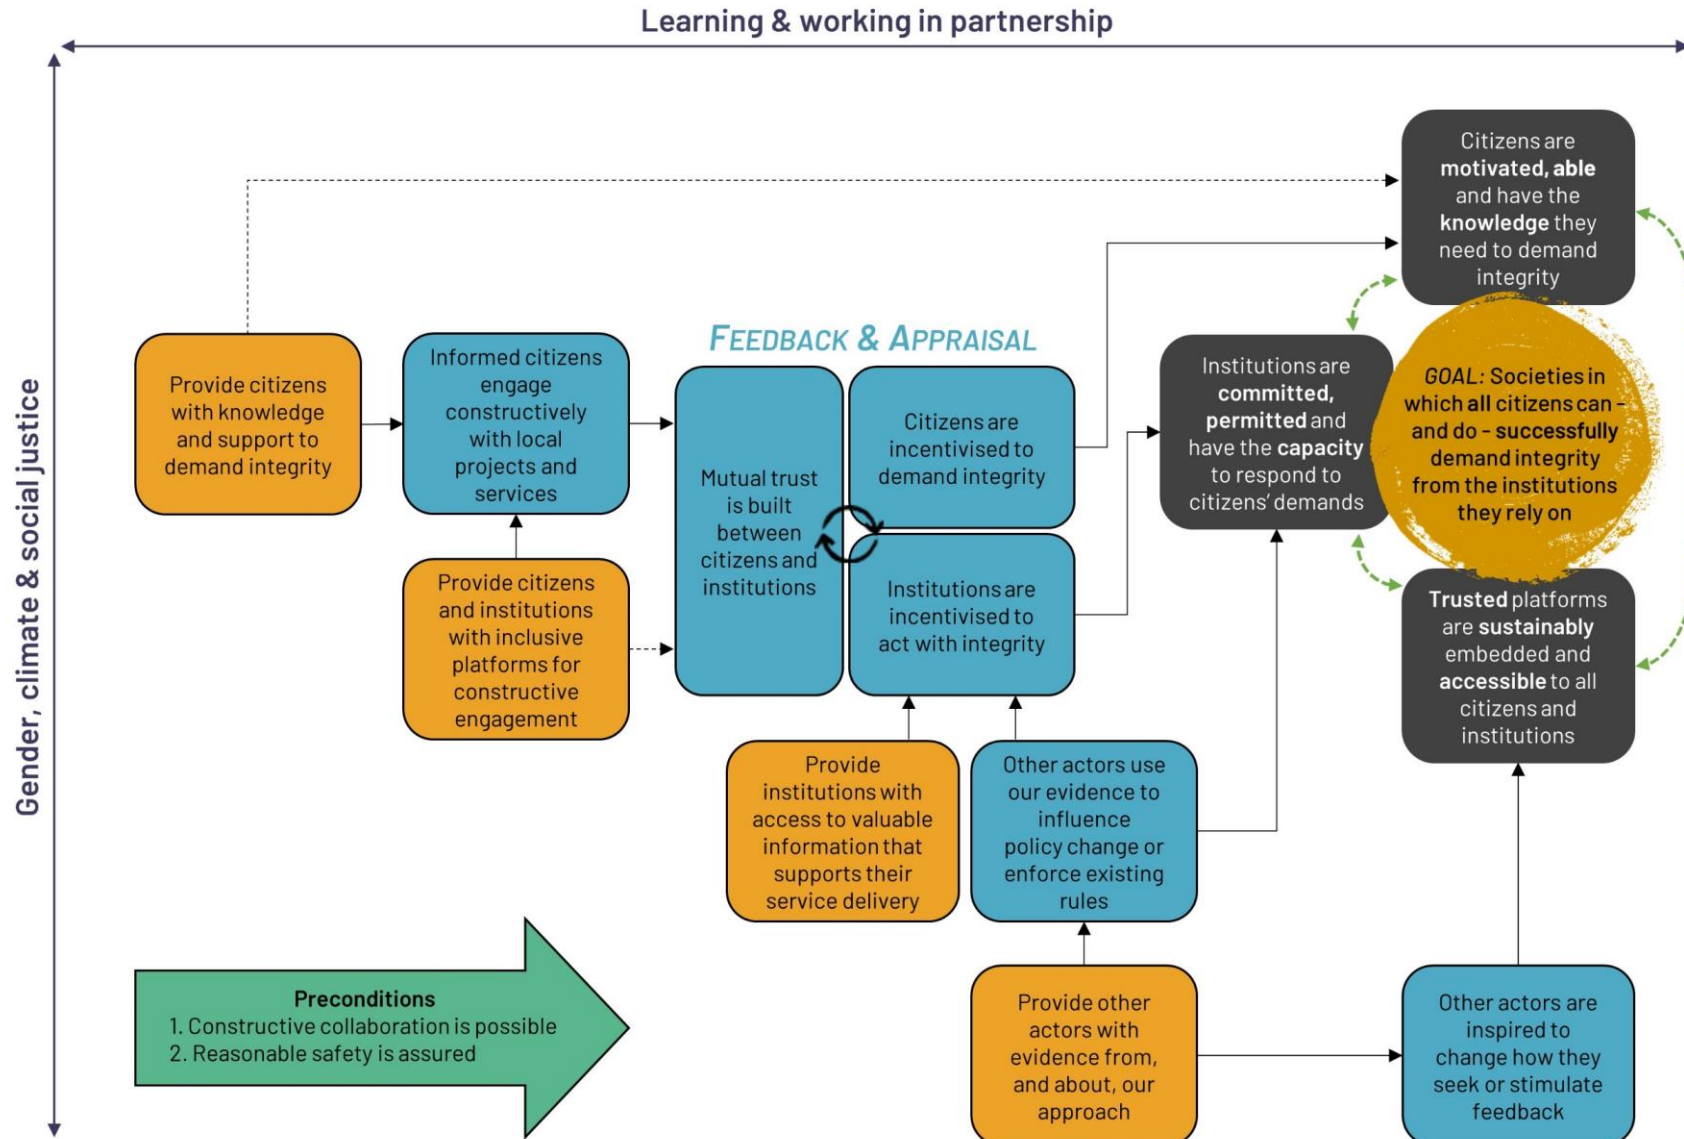 Learning & working in partnership
Gender, climate & social justice
Citizens are
motivated, able
and have the
knowledge they
need to demand
integrity
FEEDBACK & APPRAISAL
Provide citizens
with knowledge
and support to
demand integrity
Informed citizens
engage
constructively
with local
projects and
services
Mutual trust
is built
between
citizens and
institutions
Citizens are
incentivised to
demand integrity
Institutions are
incentivised to
act with integrity
Institutions are
committed,
permitted and
have the capacity
to respond to
citizens' demands
GOAL: Societies in
which all citizens can -
and do - successfully
demand integrity
from the institutions
they rely on
Provide citizens
and institutions
with inclusive
platforms for
constructive
engagement
Trusted platforms
are sustainably
embedded and
accessible to all
citizens and
institutions
Provide
institutions with
access to valuable
information that
supports their
service delivery
Other actors use
our evidence to
influence
policy change or
enforce existing
rules
Preconditions
1. Constructive collaboration is possible
2. Reasonable safety is assured
Provide other
actors with
evidence from,
and about, our
approach
Other actors are
inspired to
change how they
seek or stimulate
feedback